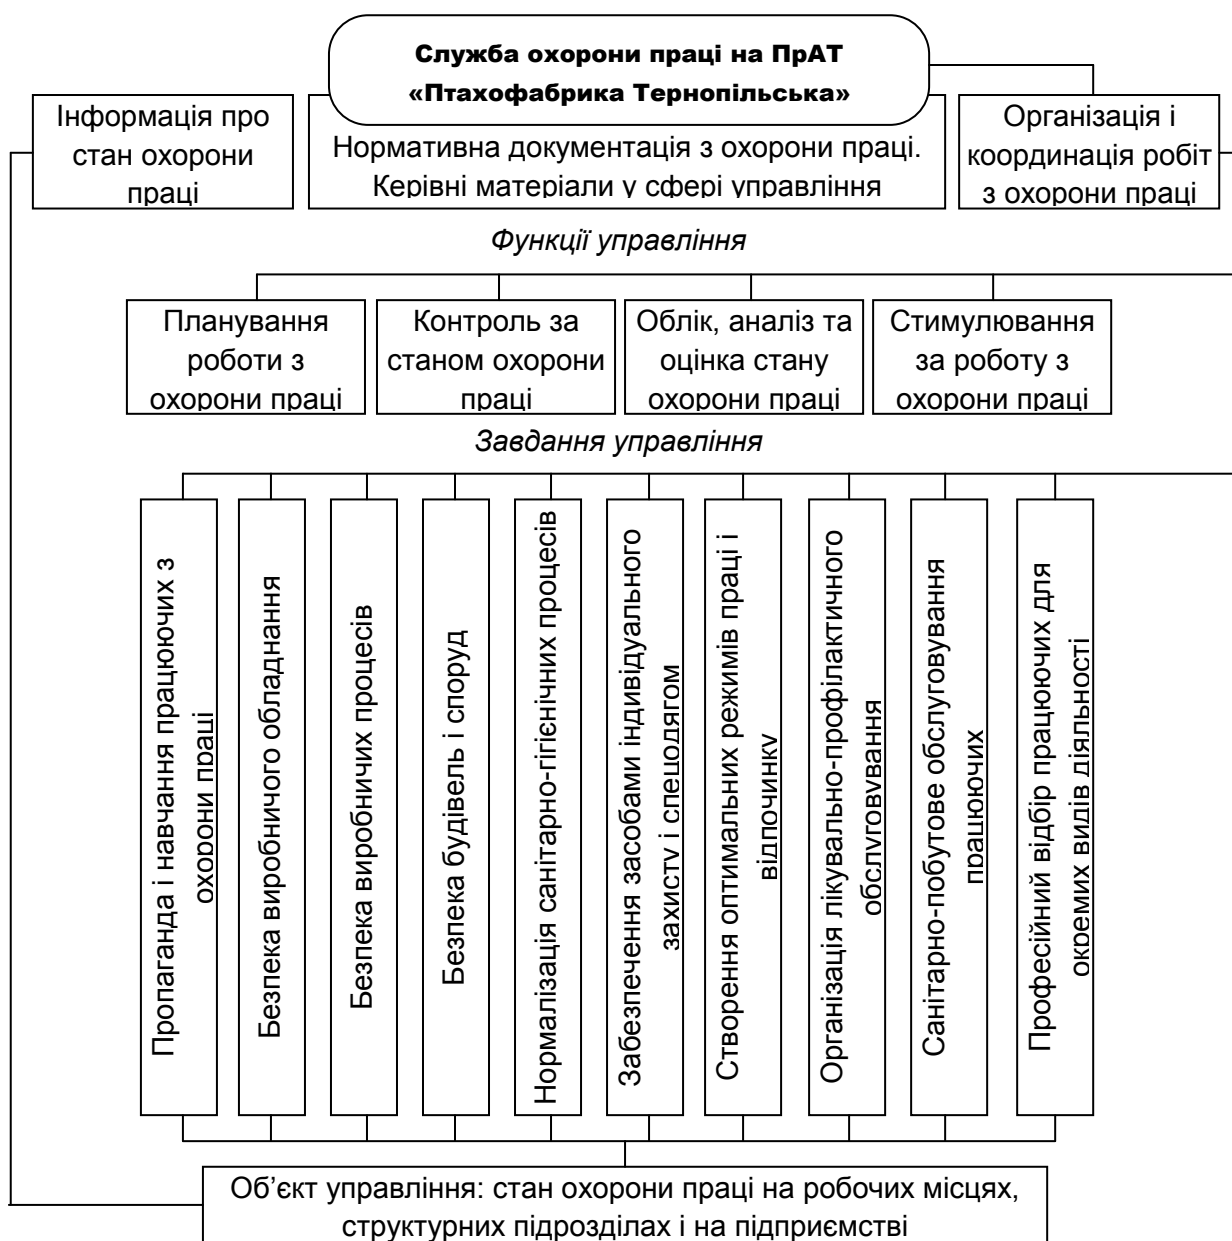 Служба охорони праці на ПрАТ
«Птахофабрика Тернопільська»
Інформація про
стан охорони
праці
Нормативна документація з охорони праці.
Керівні матеріали у сфері управління
Організація і
координація робіт
з охорони праці
Функції управління
Планування
роботи з
охорони праці
Контроль за
станом охорони
праці
Облік, аналіз та
оцінка стану
охорони праці
Стимулювання
за роботу з
охорони праці
Завдання управління
Пропаганда і навчання працюючих з
охорони праці
Безпека виробничого обладнання
Безпека виробничих процесів
Безпека будівель і споруд
Нормалізація санітарно-гігієнічних процесів
Забезпечення засобами індивідуального
захисту і спецодягом
Створення оптимальних режимів праці і
відпочинку
Організація лікувально-профілактичного
обслуговування
Санітарно-побутове обслуговування
працюючих
Професійний відбір працюючих для
окремих видів діяльності
Об’єкт управління: стан охорони праці на робочих місцях,
структурних підрозділах і на підприємстві